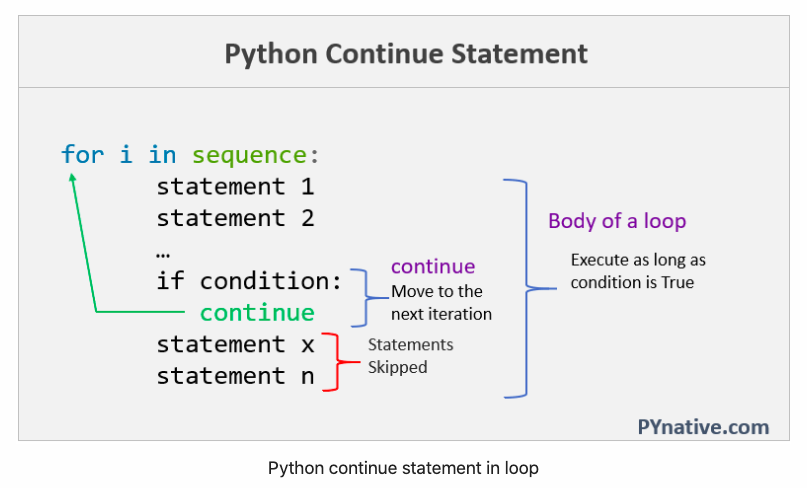 Python Continue Statement
for i in sequence:
statement 1
statement 2
…
if condition:
continue
statement x
statement n
continue
Move to the
next iteration
Statements
Skipped
Body of a loop
Execute as long as
condition is True
PYnative.com
Python continue statement in loop